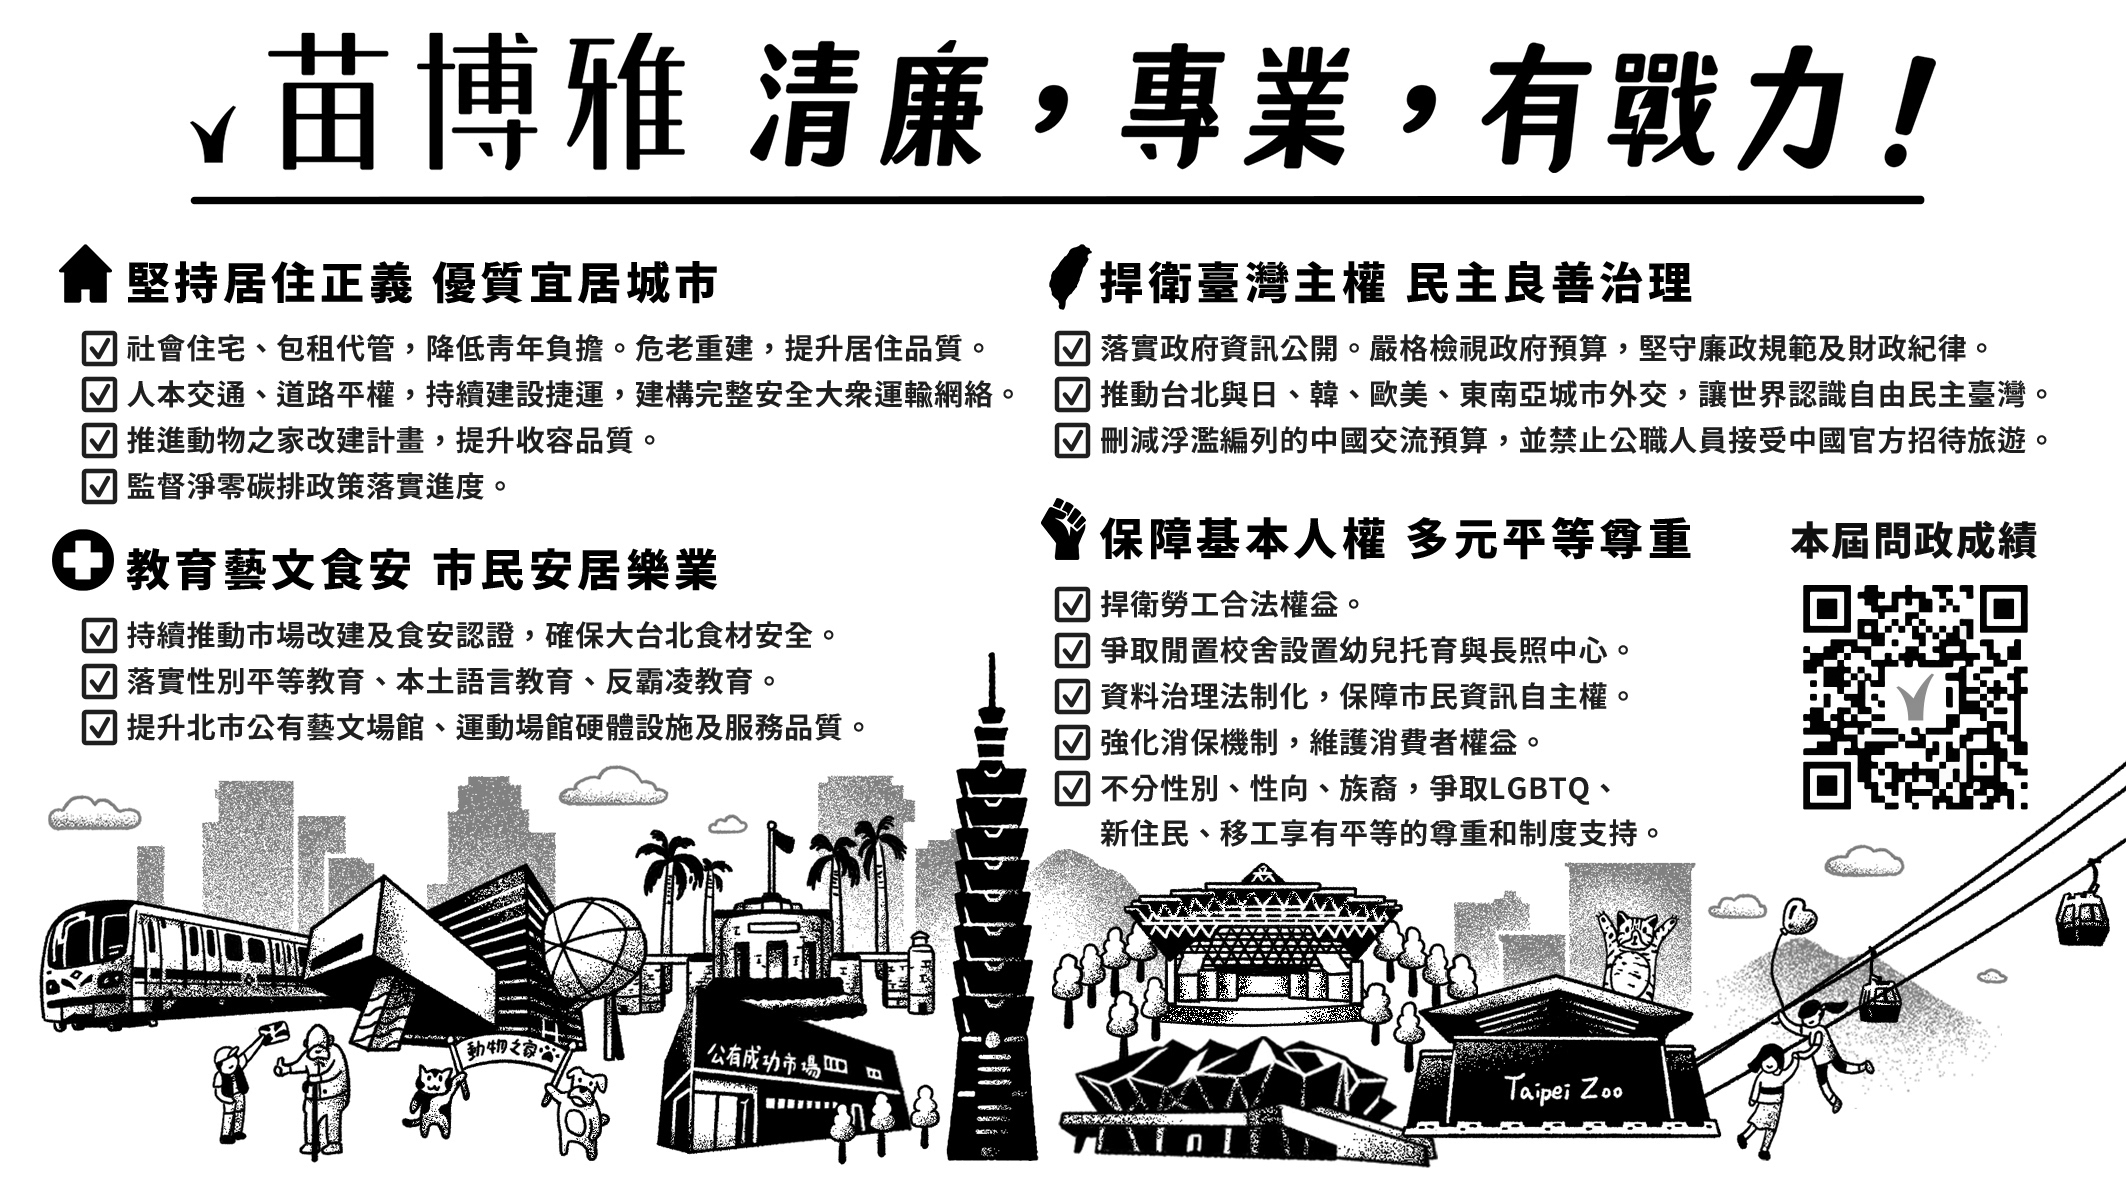 苗博雅 清廉，專業，有戰力！
堅持居住正義 優質宜居城市
社會住宅、包租代管，降低青年負擔。危老重建，提升居住品質。
人本交通、道路平權，持續建設捷運，建構完整安全大眾運輸網絡。
推進動物之家改建計畫，提升收容品質。
監督淨零碳排政策落實進度。
教育藝文食安 市民安居樂業
持續推動市場改建及食安認證，確保大台北食材安全。
落實性別平等教育、本土語言教育、反霸凌教育。
提升北市公有藝文場館、運動場館硬體設施及服務品質。
捍衛臺灣主權 民主良善治理
落實政府資訊公開。嚴格檢視政府預算，堅守廉政規範及財政紀律。
推動台北與日、韓、歐美、東南亞城市外交，讓世界認識自由民主臺灣。
刪減浮濫編列的中國交流預算，並禁止公職人員接受中國官方招待旅遊。
保障基本人權 多元平等尊重
捍衛勞工合法權益。
爭取閒置校舍設置幼兒托育與長照中心。
資料治理法制化，保障市民資訊自主權。
強化消保機制，維護消費者權益。
不分性別、性向、族裔，爭取LGBTQ、
新住民、移工享有平等的尊重和制度支持。
本屆問政成績
動物之家
公有成功市場
Taipei Zoo